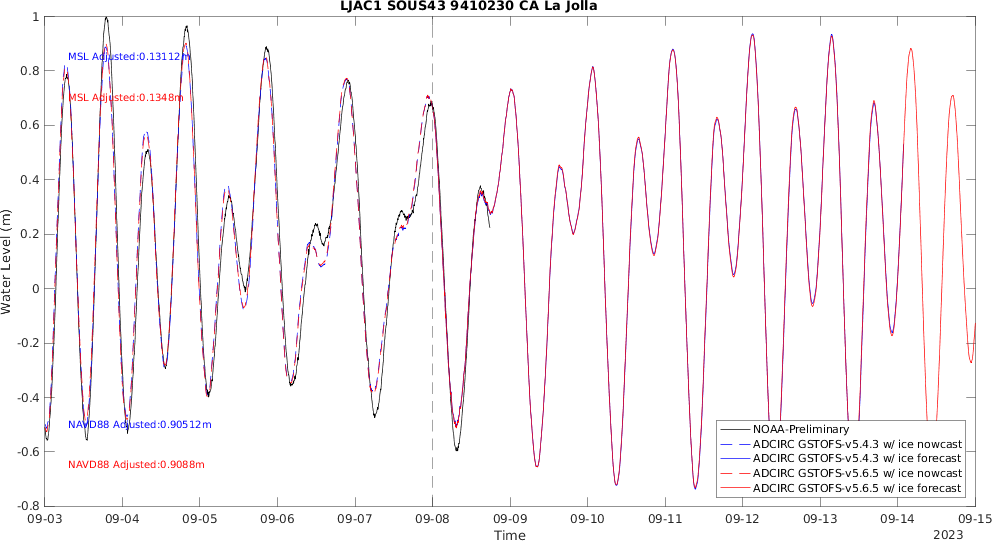 LJAC1 SOUS43 9410230 CA La Jolla
1
0.8
0.6
0.4
0.2
0
-0.2
-0.4
-0.6
-0.8
Water Level (m)
MSL Adjusted:0.13112m
MSL Adjusted:0.1348m
NAVD88 Adjusted:0.90512m
NAVD88 Adjusted:0.9088m
NOAA-Preliminary
ADCIRC GSTOFS-v5.4.3 w/ ice nowcast
ADCIRC GSTOFS-v5.4.3 w/ ice forecast
ADCIRC GSTOFS-v5.6.5 w/ ice nowcast
ADCIRC GSTOFS-v5.6.5 w/ ice forecast
09-03 09-04 09-05 09-06 09-07 09-08 09-09 09-10 09-11 09-12 09-13 09-14 09-15
Time
2023